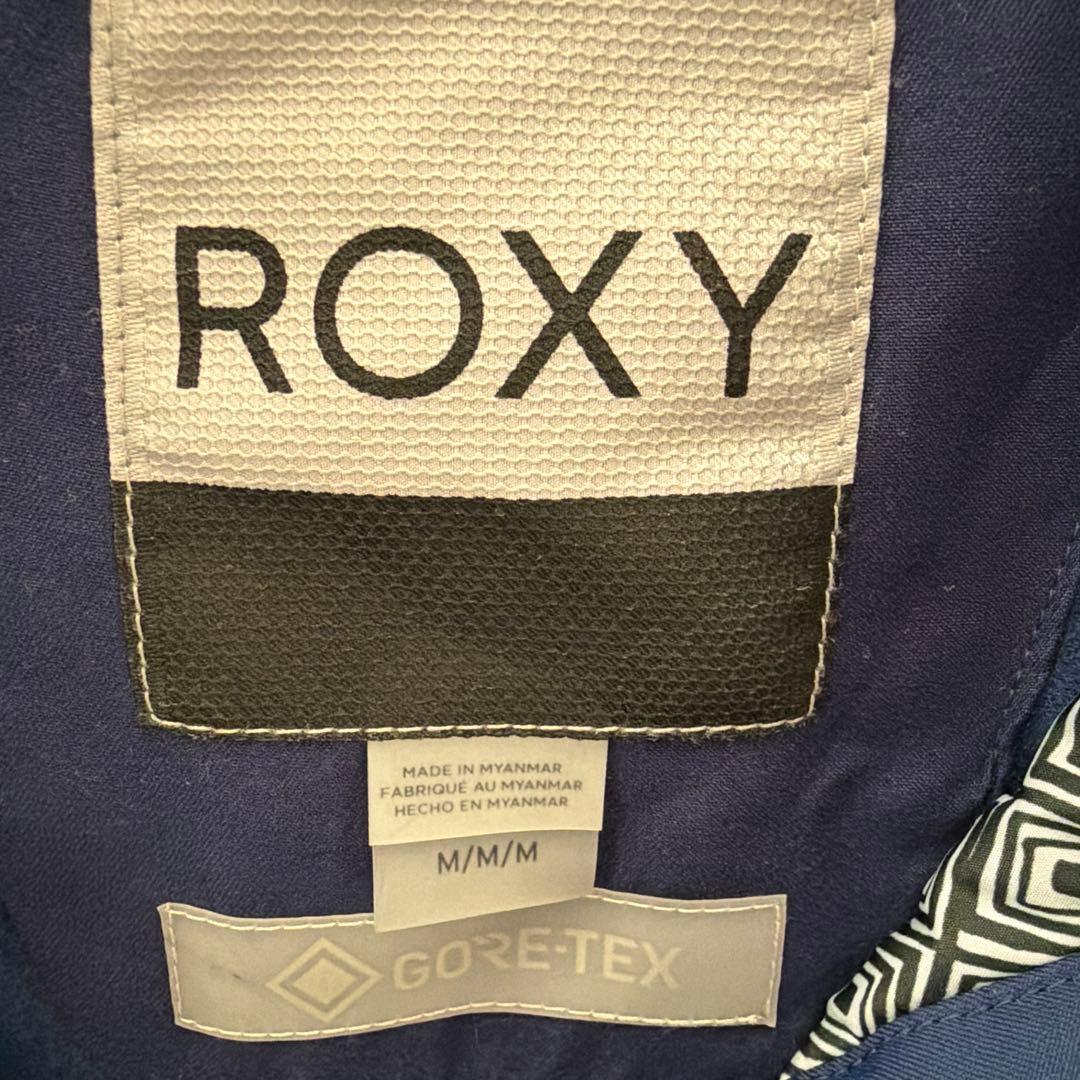 ROXY
MADE IN MYANMAR
FABRIQUÉ AU MYANMAR
HECHO EN MYANMAR
M/M/M
GORE-TEX